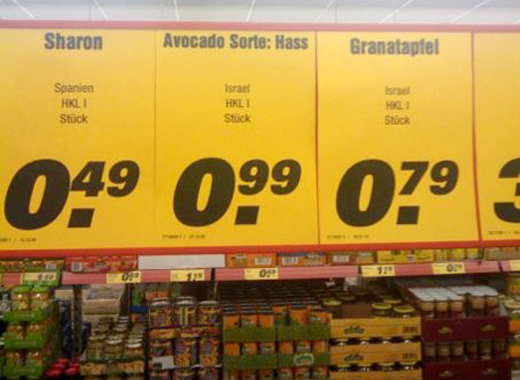 Sharon
Spanien
HKL I
Stück
0.49
Avocado Sorte: Hass
Israel
HKL I
Stück
0.99
Granatapfel
Israel
HKL I
Stück
0.79
3